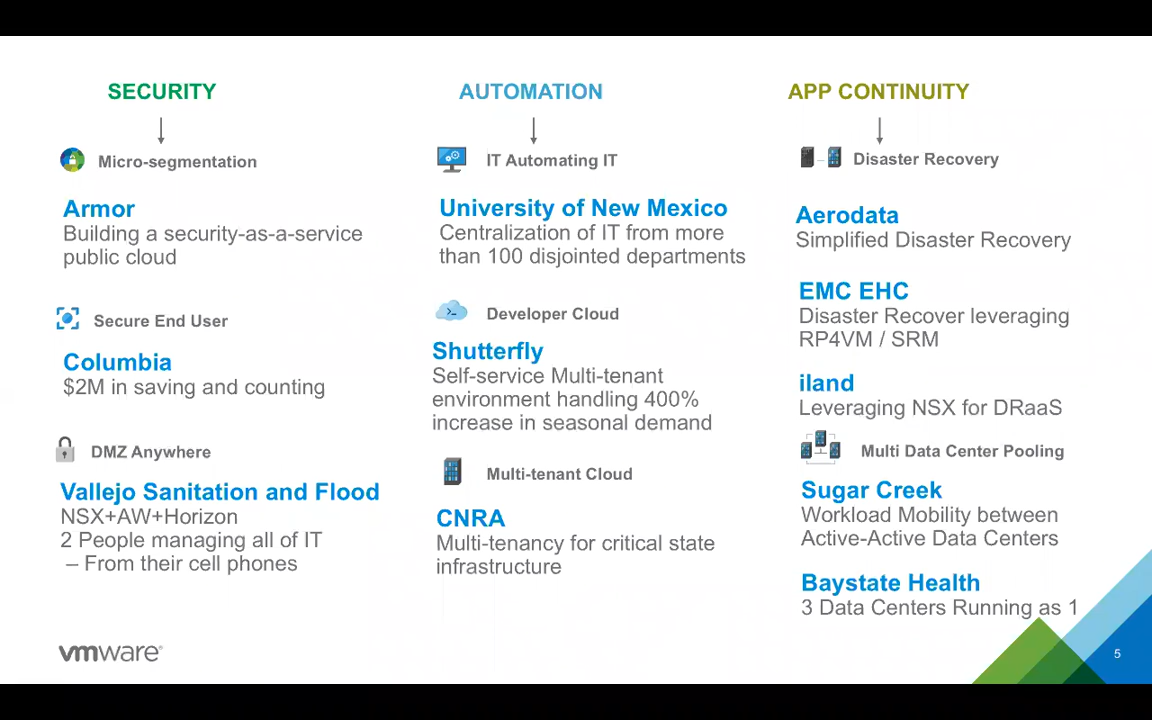 SECURITY
Micro-segmentation
Armor
Building a security-as-a-service
public cloud
Secure End User
Columbia
$2M in saving and counting
DMZ Anywhere
Vallejo Sanitation and Flood
NSX+AW+Horizon
2 People managing all of IT
– From their cell phones
AUTOMATION
IT Automating IT
University of New Mexico
Centralization of IT from more
than 100 disjointed departments
Developer Cloud
Shutterfly
Self-service Multi-tenant
environment handling 400%
increase in seasonal demand
Multi-tenant Cloud
CNRA
Multi-tenancy for critical state
infrastructure
APP CONTINUITY
Disaster Recovery
Aerodata
Simplified Disaster Recovery
EMC EHC
Disaster Recover leveraging
RP4VM / SRM
iland
Leveraging NSX for DRaaS
Multi Data Center Pooling
Sugar Creek
Workload Mobility between
Active-Active Data Centers
Baystate Health
3 Data Centers Running as 1
vmware®
5